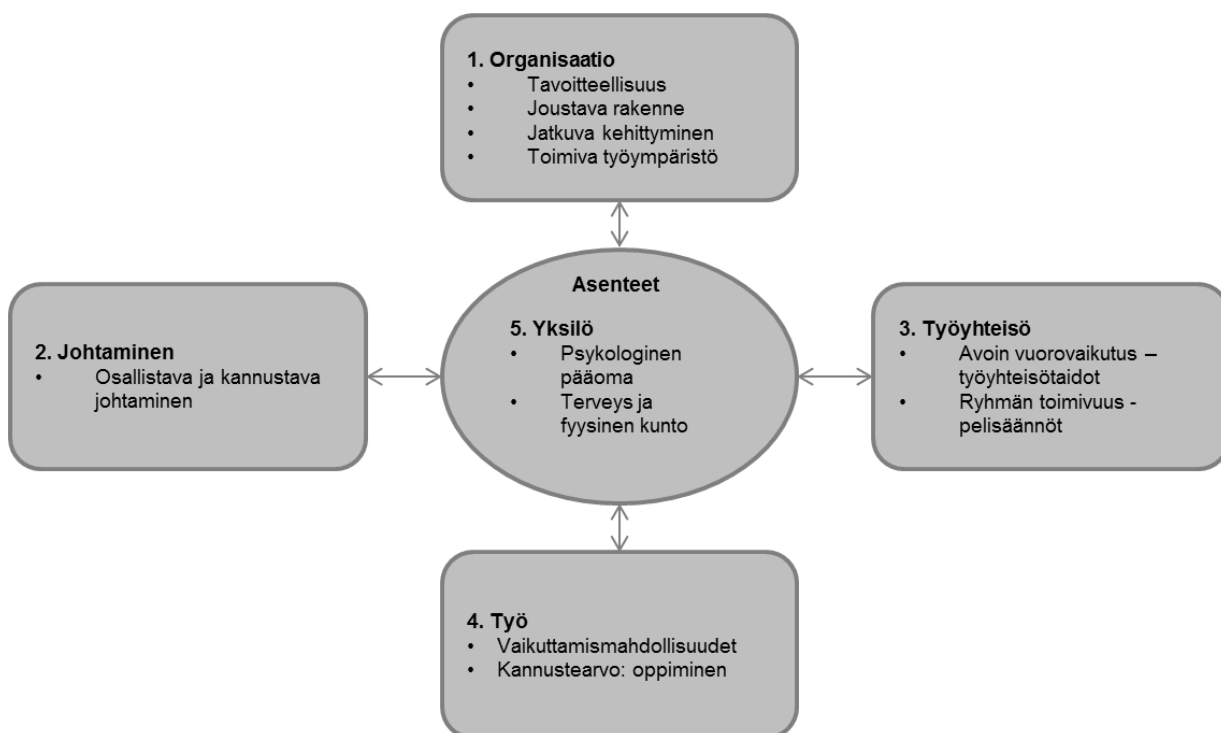 1. Organisaatio
• Tavoitteellisuus
• Joustava rakenne
• Jatkuva kehittyminen
• Toimiva työympäristö
2. Johtaminen
• Osallistava ja kannustava
johtaminen
Asenteet
5. Yksilö
• Psykologinen
pääoma
• Terveys ja
fyysinen kunto
3. Työyhteisö
• Avoin vuorovaikutus –
työyhteisötaidot
• Ryhmän toimivuus -
pelisäännöt
4. Työ
• Vaikuttamismahdollisuudet
• Kannustearvo: oppiminen